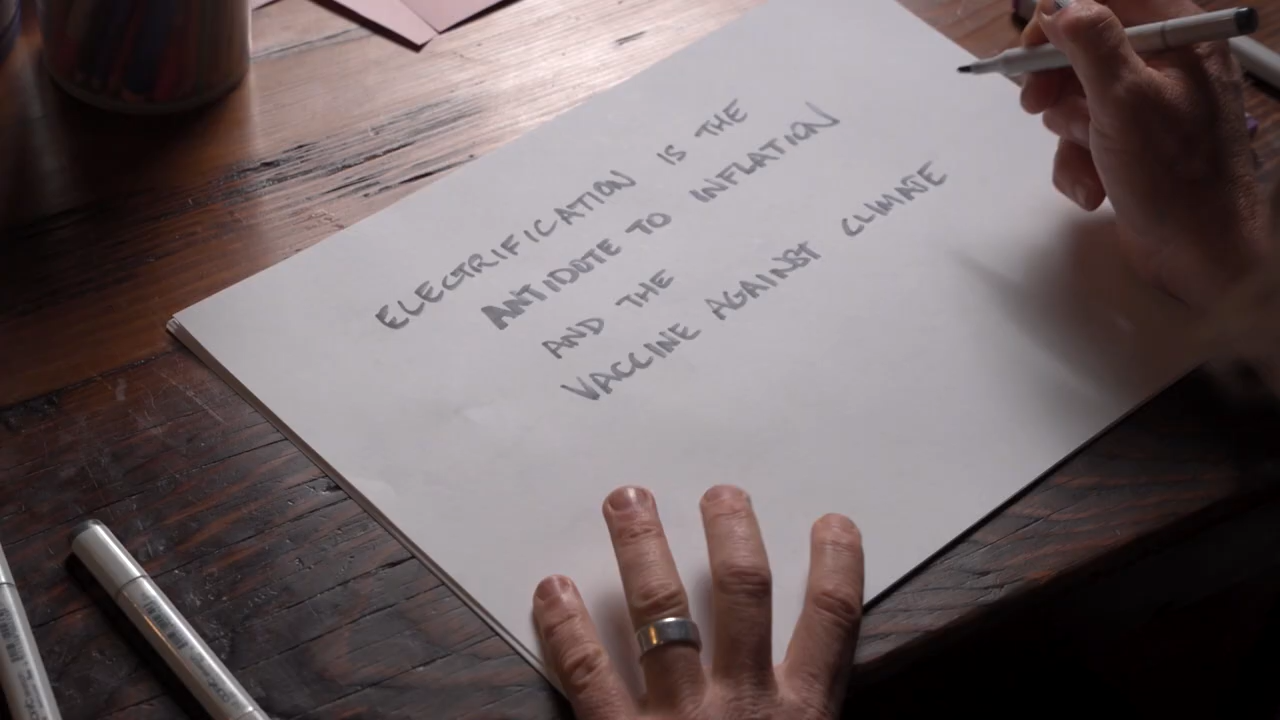 ELECTRIFICATION IS THE
ANTIDOTE TO INFLATION
AND THE
VACCINE AGAINST CLIMATE